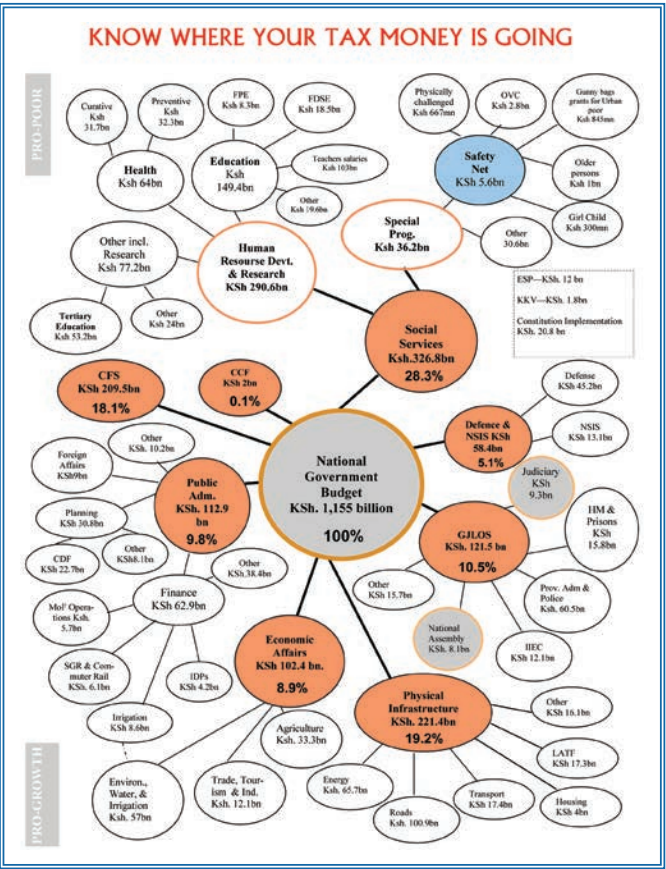 KNOW WHERE YOUR TAX MONEY IS GOING
PRO-POOR
Curative
Ksh
31.7bn
Preventive
Ksh
32.3bn
FPE
Ksh 8.3bn
FDSE
Ksh 18.5bn
Physically
challenged
Ksh 667mn
OVC
Ksh 2.8bn
Gunny bags
grants for Urban
poor
Ksh 845mn
Health
Ksh 64bn
Education
Ksh
149.4bn
Teachers salaries
Ksh 103bn
Other
Ksh 19.6bn
Safety
Net
KSh 5.6bn
Older
persons
Ksh 1bn
Girl Child
Ksh 300mn
Other incl.
Research
Ksh 77.2bn
Human
Resourse Devt.
& Research
KSh 290.6bn
Special
Prog.
Ksh 36.2bn
Other
30.6bn
Tertiary
Education
Ksh 53.2bn
Other
Ksh 24bn
ESP—KSh. 12 bn
KKV—KSh. 1.8bn
Constitution Implementation
KSh. 20.8 bn
Social
Services
Ksh.326.8bn
28.3%
CFS
KSh 209.5bn
18.1%
CCF
KSh 2bn
0.1%
Defense
KSh 45.2bn
Defence &
NSIS KSh
58.4bn
5.1%
NSIS
KSh 13.1bn
National
Government
Budget
KSh. 1,155 billion
100%
Foreign
Affairs
KSh9bn
Other
KSh. 10.2bn
Public
Adm.
KSh. 112.9
bn
9.8%
Planning
KSh 30.8bn
CDF
KSh 22.7bn
Other
KSh8.1bn
Other
KSh.38.4bn
Judiciary
KSh
9.3bn
GJLOS
KSh. 121.5 bn
10.5%
HM &
Prisons
KSh
15.8bn
Other
KSh 15.7bn
Prov. Adm &
Police
Ksh. 60.5bn
National
Assembly
KSh. 8.1bn
IIEC
KSh 12.1bn
Finance
KSh 62.9bn
Mol' Opera-
tions Ksh.
5.7bn
SGR & Com-
muter Rail
KSh. 6.1bn
IDPs
KSh 4.2bn
Irrigation
KSh 8.6bn
Economic
Affairs
KSh 102.4 bn.
8.9%
Physical
Infrastructure
KSh. 221.4bn
19.2%
Other
KSh 16.1bn
LATF
KSh 17.3bn
Agriculture
KSh. 33.3bn
PRO-GROWTH
Environ.,
Water, &
Irrigation
Ksh. 57bn
Trade, Tour-
ism & Ind.
KSh. 12.1bn
Energy
Ksh. 65.7bn
Roads
Ksh. 100.9bn
Transport
KSh 17.4bn
Housing
KSh 4bn